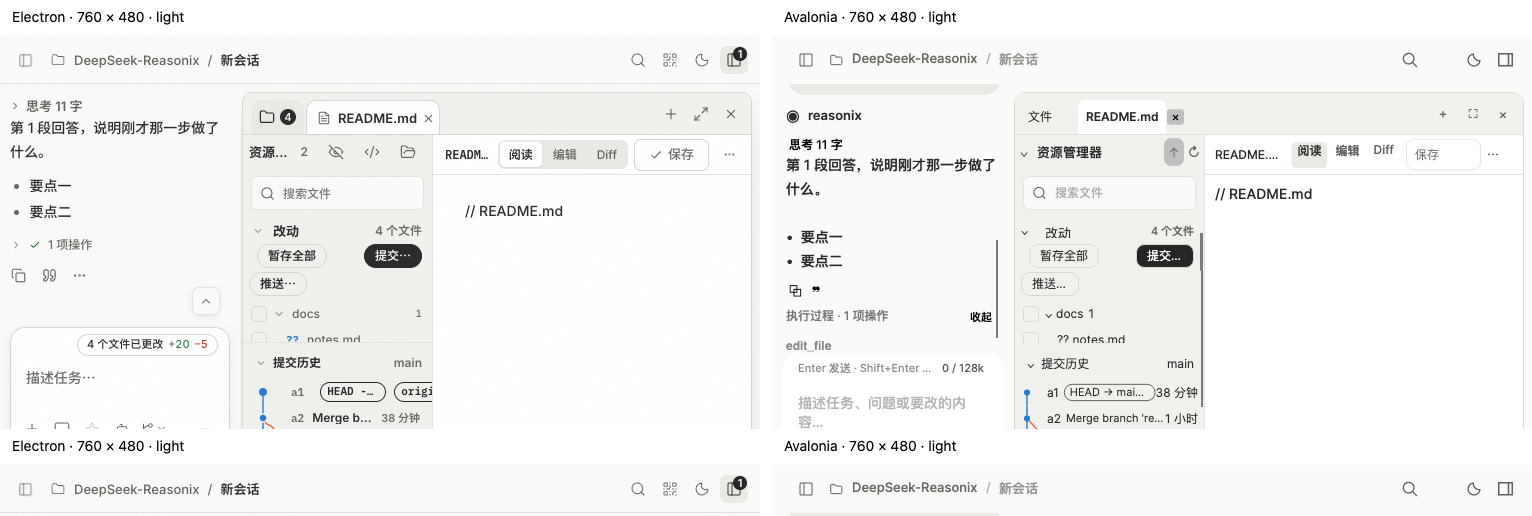 Electron · 760 × 480 · light
DeepSeek-Reasonix / 新会话
1
思考 11 字
第 1 段回答，说明刚才那一步做了
什么。
• 要点一
• 要点二
1 项操作
4 个文件已更改 +20 −5
描述任务…
4
README.md
资源… 2
搜索文件
改动 4 个文件
暂存全部 提交…
推送…
docs 1
?? notes.md
提交历史 main
a1 HEAD -… origi
a2 Merge b… 38 分钟
READM… 阅读 编辑 Diff 保存 …
// README.md
Avalonia · 760 × 480 · light
DeepSeek-Reasonix / 新会话
reasonix
思考 11 字
第 1 段回答，说明刚才那一步做了
什么。
• 要点一
• 要点二
执行过程 · 1 项操作 收起
edit_file
Enter 发送 · Shift+Enter ... 0 / 128k
描述任务、问题或要改的内
容...
文件 README.md ×
资源管理器
搜索文件
改动 4 个文件
暂存全部 提交...
推送...
docs 1
?? notes.md
提交历史 main
a1 HEAD → mai... 38 分钟
a2 Merge branch 're... 1 小时
README.... 阅读 编辑 Diff 保存 ...
// README.md
Electron · 760 × 480 · light
DeepSeek-Reasonix / 新会话
1
Avalonia · 760 × 480 · light
DeepSeek-Reasonix / 新会话